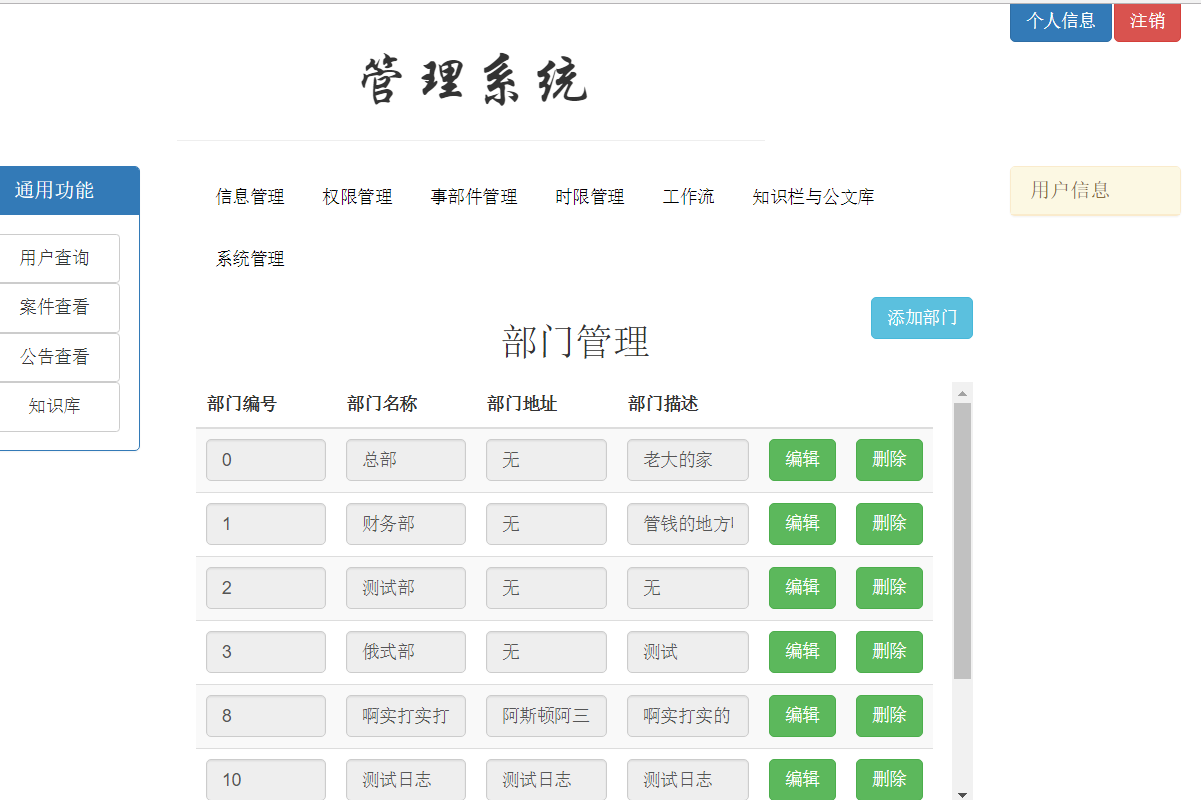 个人信息 注销
管理系统
通用功能
用户查询
案件查看
公告查看
知识库
信息管理 权限管理 事部件管理 时限管理 工作流 知识栏与公文库
系统管理
用户信息
添加部门
部门管理
部门编号 部门名称 部门地址 部门描述
0 总部 无 老大的家 编辑 删除
1 财务部 无 管钱的地方 编辑 删除
2 测试部 无 无 编辑 删除
3 俄式部 无 测试 编辑 删除
8 啊实打实打 阿斯顿阿三 啊实打实的 编辑 删除
10 测试日志 测试日志 测试日志 编辑 删除